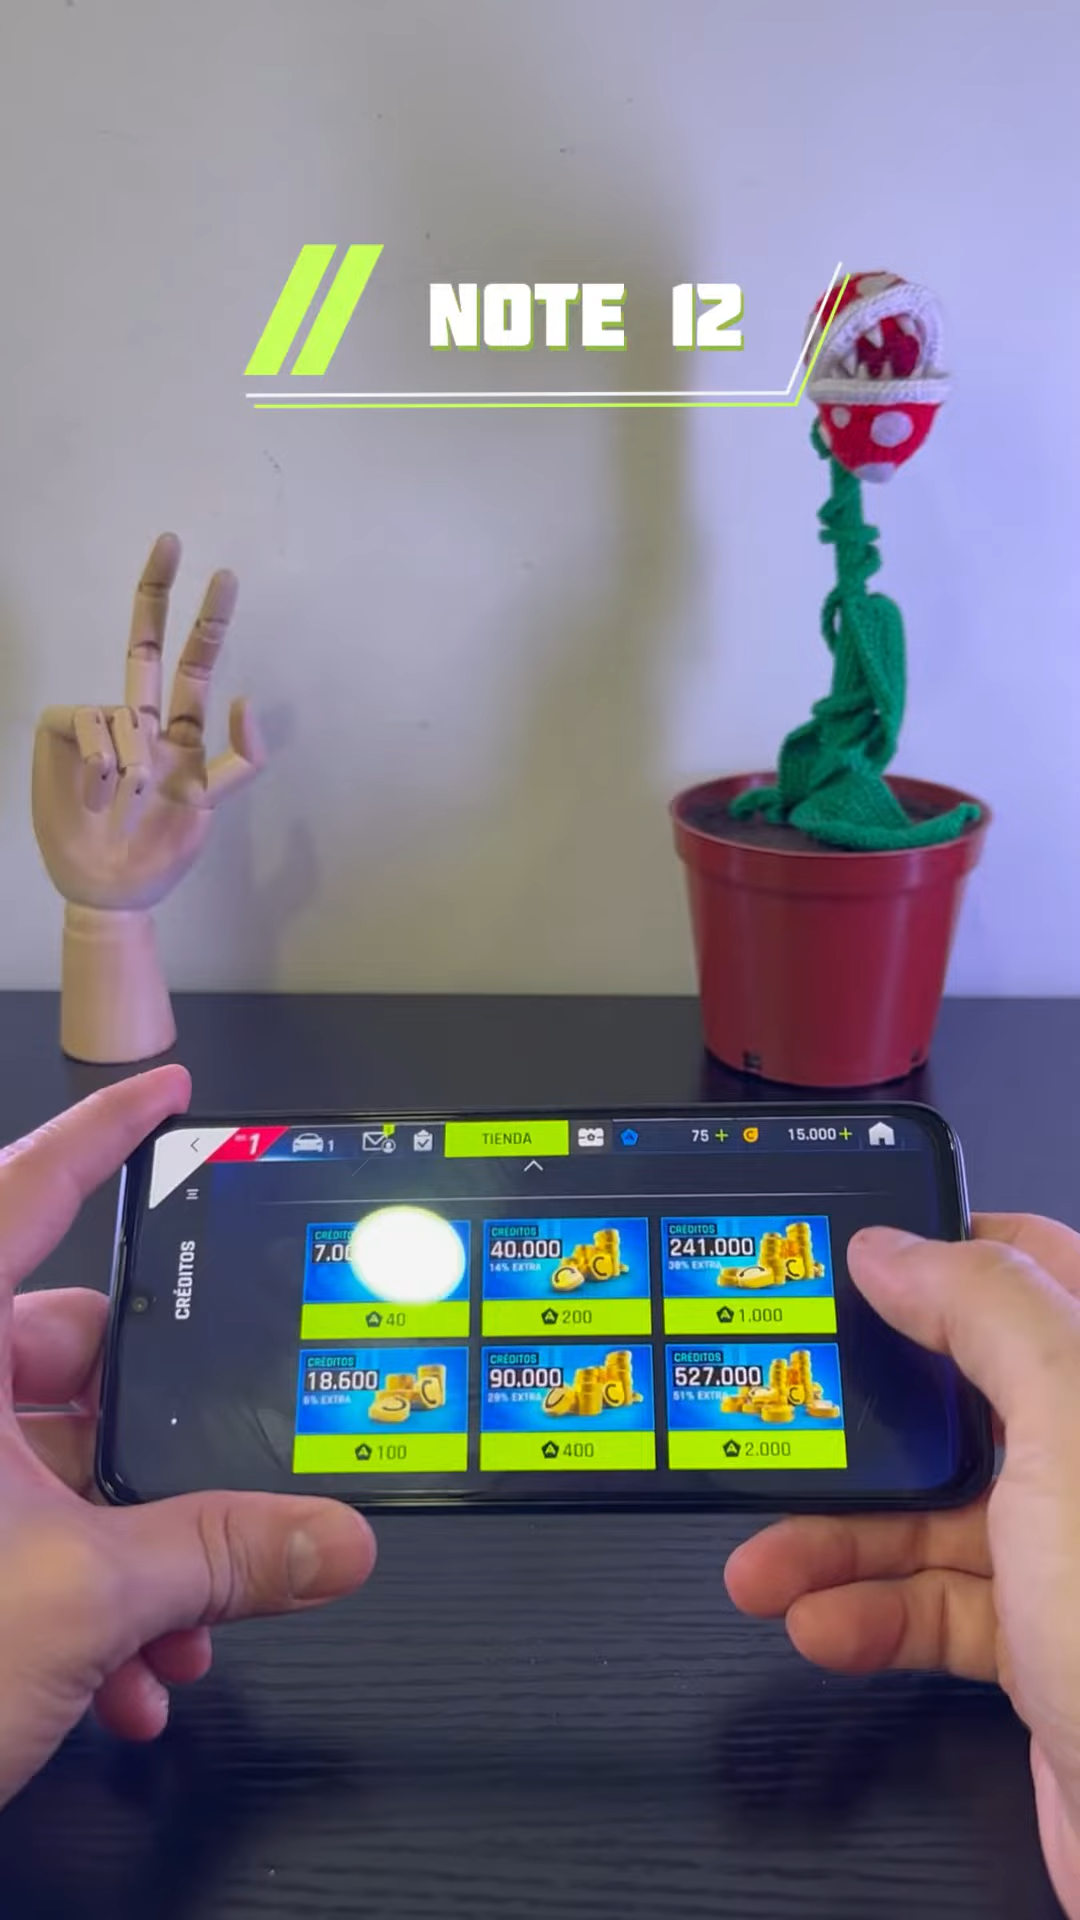 NOTE 12
1
1
TIENDA
75 +
15.000 +
CRÉDITOS
40
CRÉDITOS
40.000
14% EXTRA
200
CRÉDITOS
241.000
38% EXTRA
1.000
CRÉDITOS
18.600
6% EXTRA
100
CRÉDITOS
90.000
28% EXTRA
400
CRÉDITOS
527.000
51% EXTRA
2.000